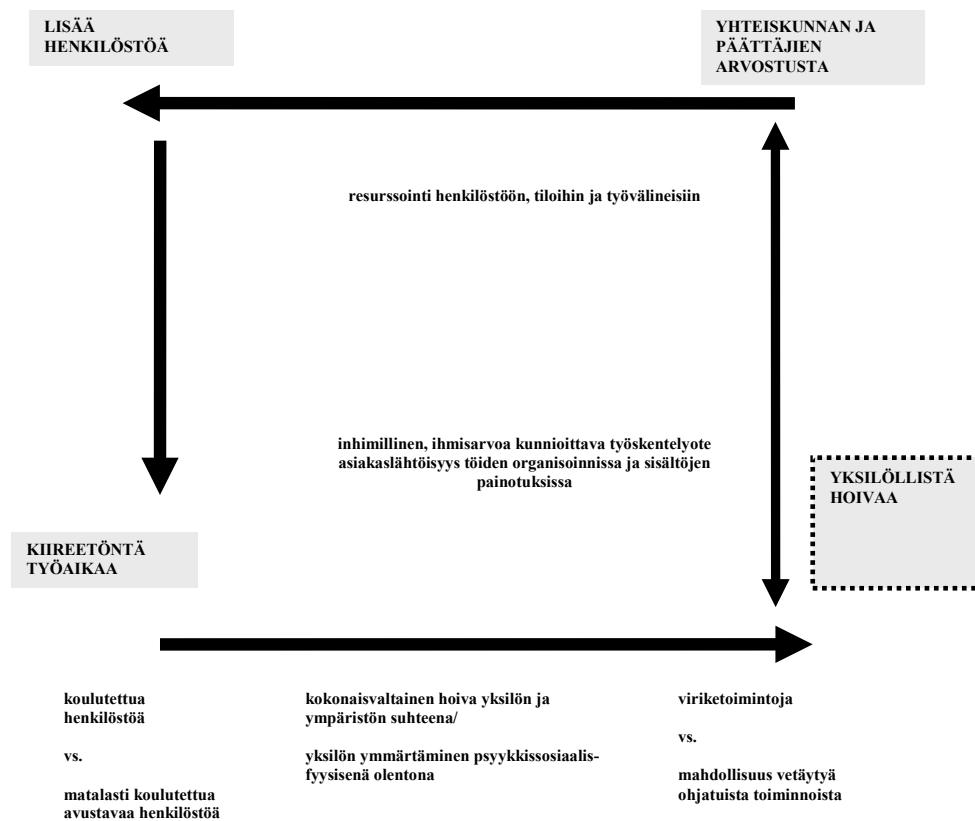 LISÄÄ
HENKILÖSTÖÄ
YHTEISKUNNAN JA
PÄÄTTÄJIEN
ARVOSTUSTA
resurssointi henkilöstöön, tiloihin ja työvälineisiin
inhimillinen, ihmisarvoa kunnioittava työskentelyote
asiakaslähtöisyys töiden organisoinnissa ja sisältöjen
painotuksissa
YKSILÖLLISTÄ
HOIVAA
KIIREETÖNTÄ
TYÖAIKAA
koulutettua
henkilöstöä
vs.
matalasti koulutettua
avustavaa henkilöstöä
kokonaisvaltainen hoiva yksilön ja
ympäristön suhteena/
yksilön ymmärtäminen psyykkissosiaalis-
fyysisenä olentona
viriketoimintoja
vs.
mahdollisuus vetäytyä
ohjatuista toiminnoista